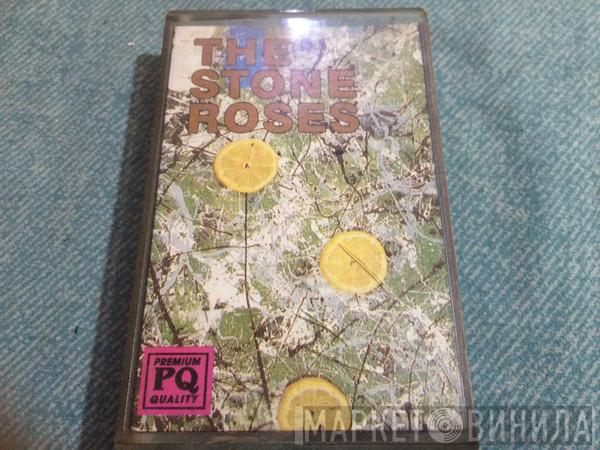 THE
STONE
ROSES
PREMIUM
PQ
QUALITY
МАРКЕТ ВИНИЛА